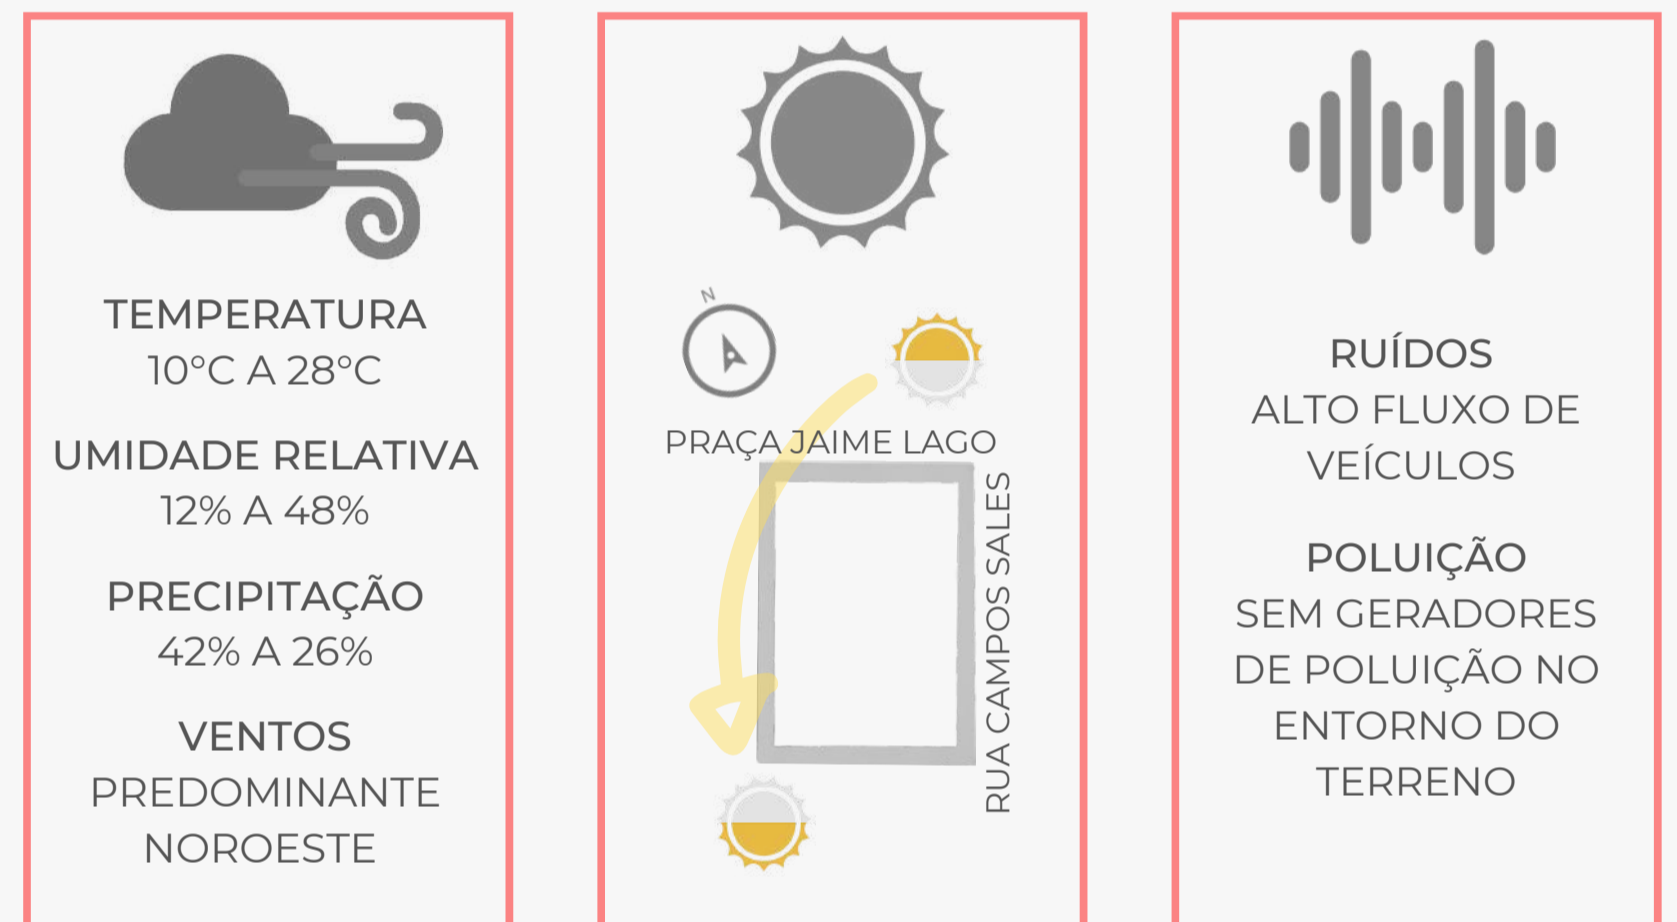 TEMPERATURA
10°C A 28°C
UMIDADE RELATIVA
12% A 48%
PRECIPITAÇÃO
42% A 26%
VENTOS
PREDOMINANTE
NOROESTE
N
PRAÇA JAIME LAGO
RUA CAMPOS SALES
RUÍDOS
ALTO FLUXO DE
VEÍCULOS
POLUIÇÃO
SEM GERADORES
DE POLUIÇÃO NO
ENTORNO DO
TERRENO